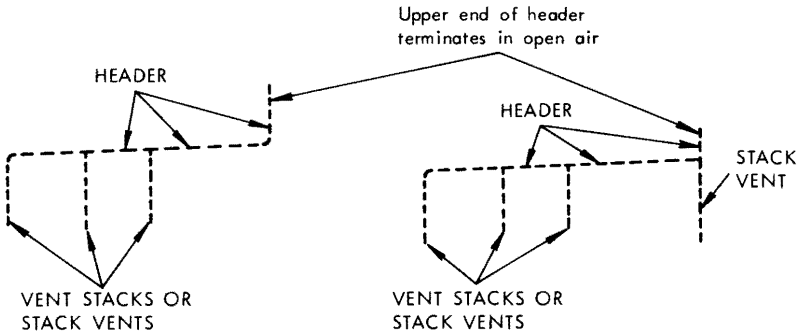 Upper end of header
terminates in open air
HEADER
HEADER
STACK
VENT
VENT STACKS OR
STACK VENTS
VENT STACKS OR
STACK VENTS